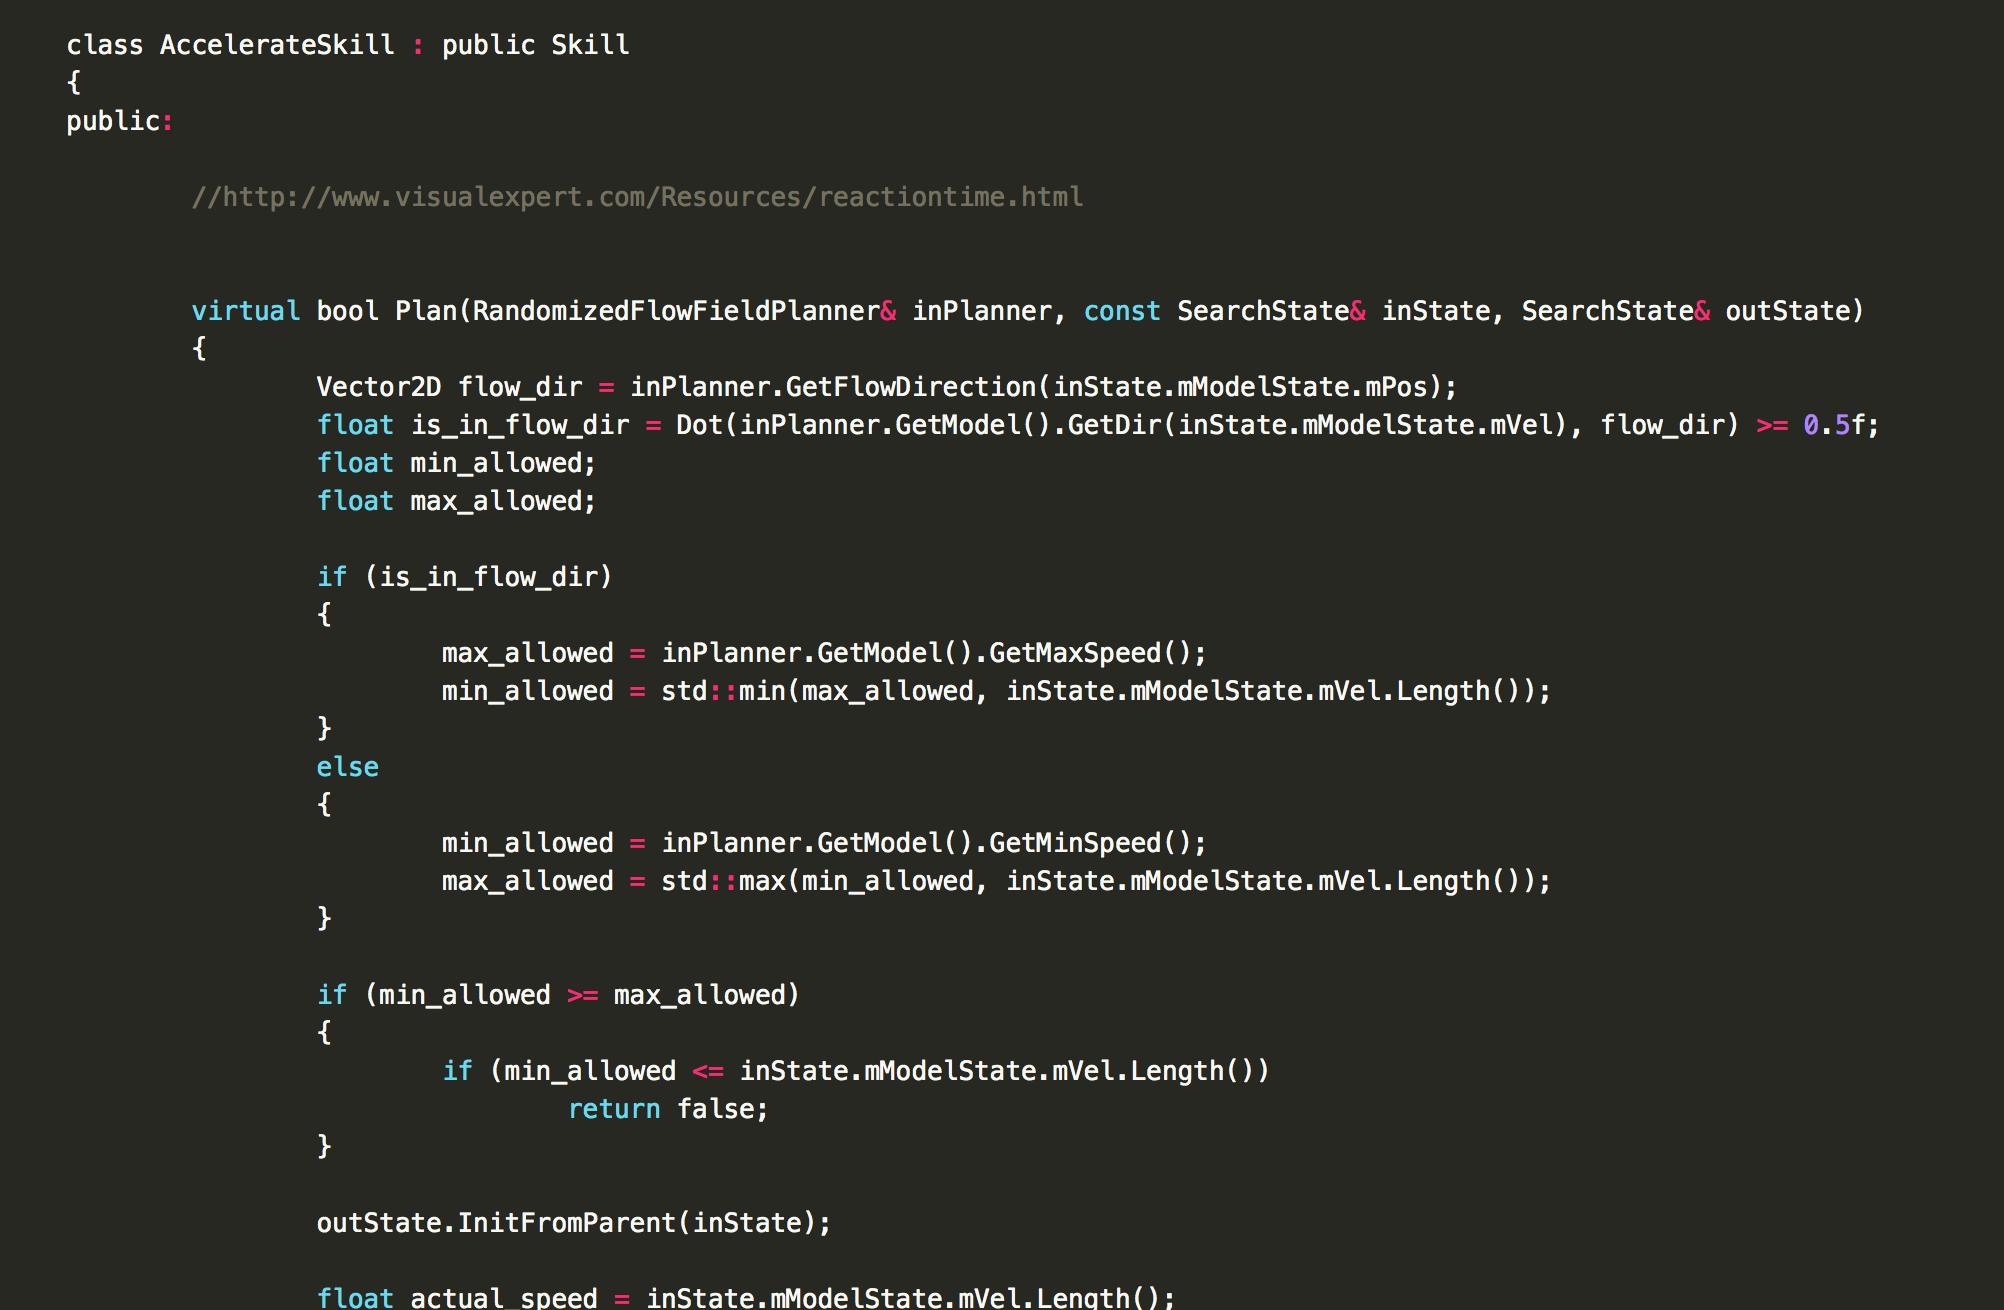 class AccelerateSkill : public Skill
{
public:
//http://www.visualexpert.com/Resources/reactiontime.html
virtual bool Plan(RandomizedFlowFieldPlanner& inPlanner, const SearchState& inState, SearchState& outState)
{
Vector2D flow_dir = inPlanner.GetFlowDirection(inState.mModelState.mPos);
float is_in_flow_dir = Dot(inPlanner.GetModel().GetDir(inState.mModelState.mVel), flow_dir) >= 0.5f;
float min_allowed;
float max_allowed;
if (is_in_flow_dir)
{
max_allowed = inPlanner.GetModel().GetMaxSpeed();
min_allowed = std::min(max_allowed, inState.mModelState.mVel.Length());
}
else
{
min_allowed = inPlanner.GetModel().GetMinSpeed();
max_allowed = std::max(min_allowed, inState.mModelState.mVel.Length());
}
if (min_allowed >= max_allowed)
{
if (min_allowed <= inState.mModelState.mVel.Length())
return false;
}
outState.InitFromParent(inState);
float actual_speed = inState.mModelState.mVel.Length();